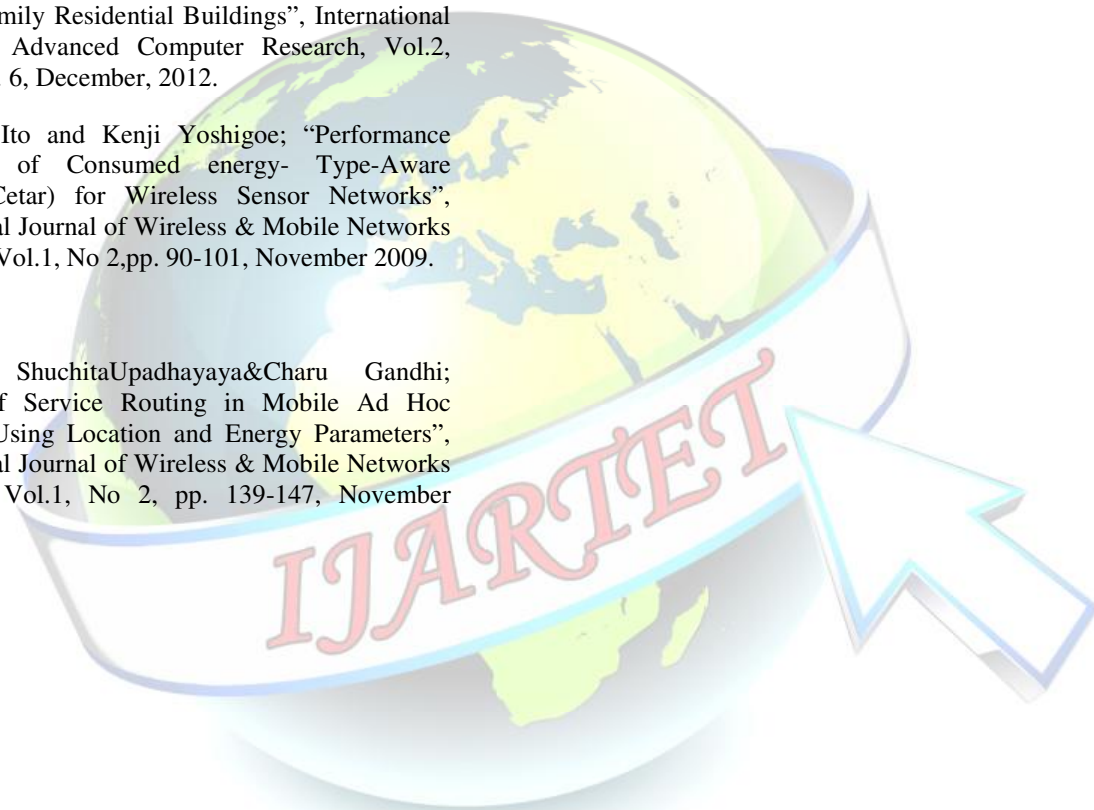 mily Residential Buildings”, International
Advanced Computer Research, Vol.2,
6, December, 2012.
Ito and Kenji Yoshigoe; “Performance
of Consumed energy- Type-Aware
Cetar) for Wireless Sensor Networks”,
al Journal of Wireless & Mobile Networks
Vol.1, No 2,pp. 90-101, November 2009.
ShuchitaUpadhayaya&Charu Gandhi;
f Service Routing in Mobile Ad Hoc
Using Location and Energy Parameters”,
al Journal of Wireless & Mobile Networks
Vol.1, No 2, pp. 139-147, November
IJARTET